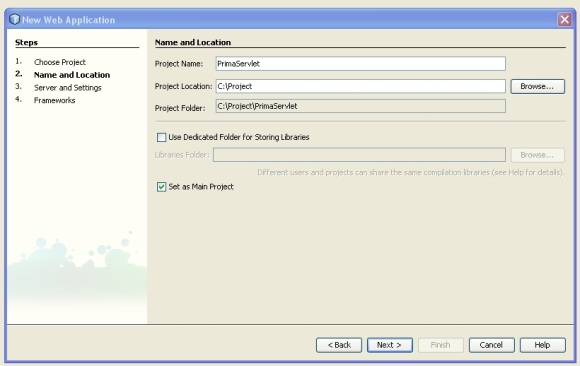 New Web Application
Steps
1. Choose Project
2. Name and Location
3. Server and Settings
4. Frameworks
Name and Location
Project Name: PrimaServlet
Project Location: C:\Project Browse...
Project Folder: C:\Project\PrimaServlet
Use Dedicated Folder for Storing Libraries
Libraries Folder: Browse...
Different users and projects can share the same compilation libraries (see Help for details).
Set as Main Project
< Back Next > Finish Cancel Help